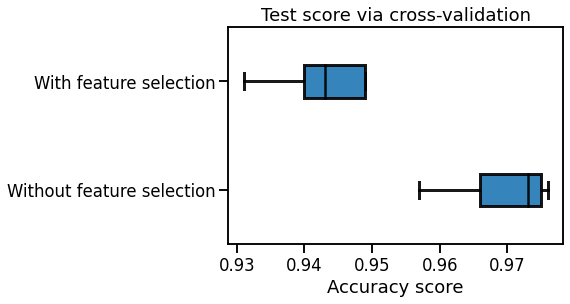 Test score via cross-validation
With feature selection
Without feature selection
0.93 0.94 0.95 0.96 0.97
Accuracy score